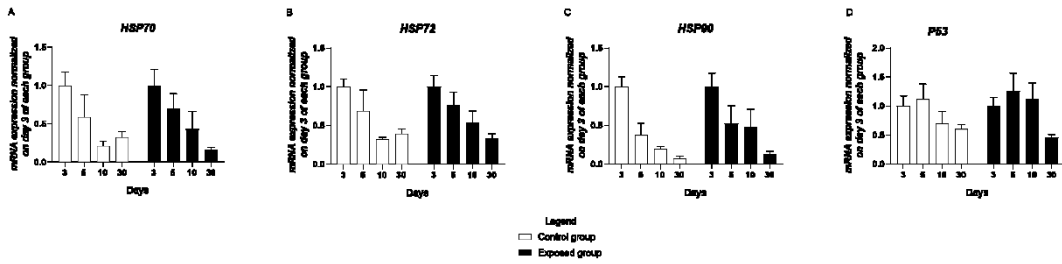 A
HSP70
mRNA expression normalized
on day 3 of each group
1.5
1.0
0.5
0.0
3 5 10 30 3 5 10 30
Days
B
HSP72
mRNA expression normalized
on day 3 of each group
1.5
1.0
0.5
0.0
3 5 10 30 3 5 10 30
Days
C
HSP90
mRNA expression normalized
on day 3 of each group
1.5
1.0
0.5
0.0
3 5 10 30 3 5 10 30
Days
D
P53
mRNA expression normalized
on day 3 of each group
2.0
1.5
1.0
0.5
0.0
3 5 10 30 3 5 10 30
Days
Legend
Control group
Exposed group